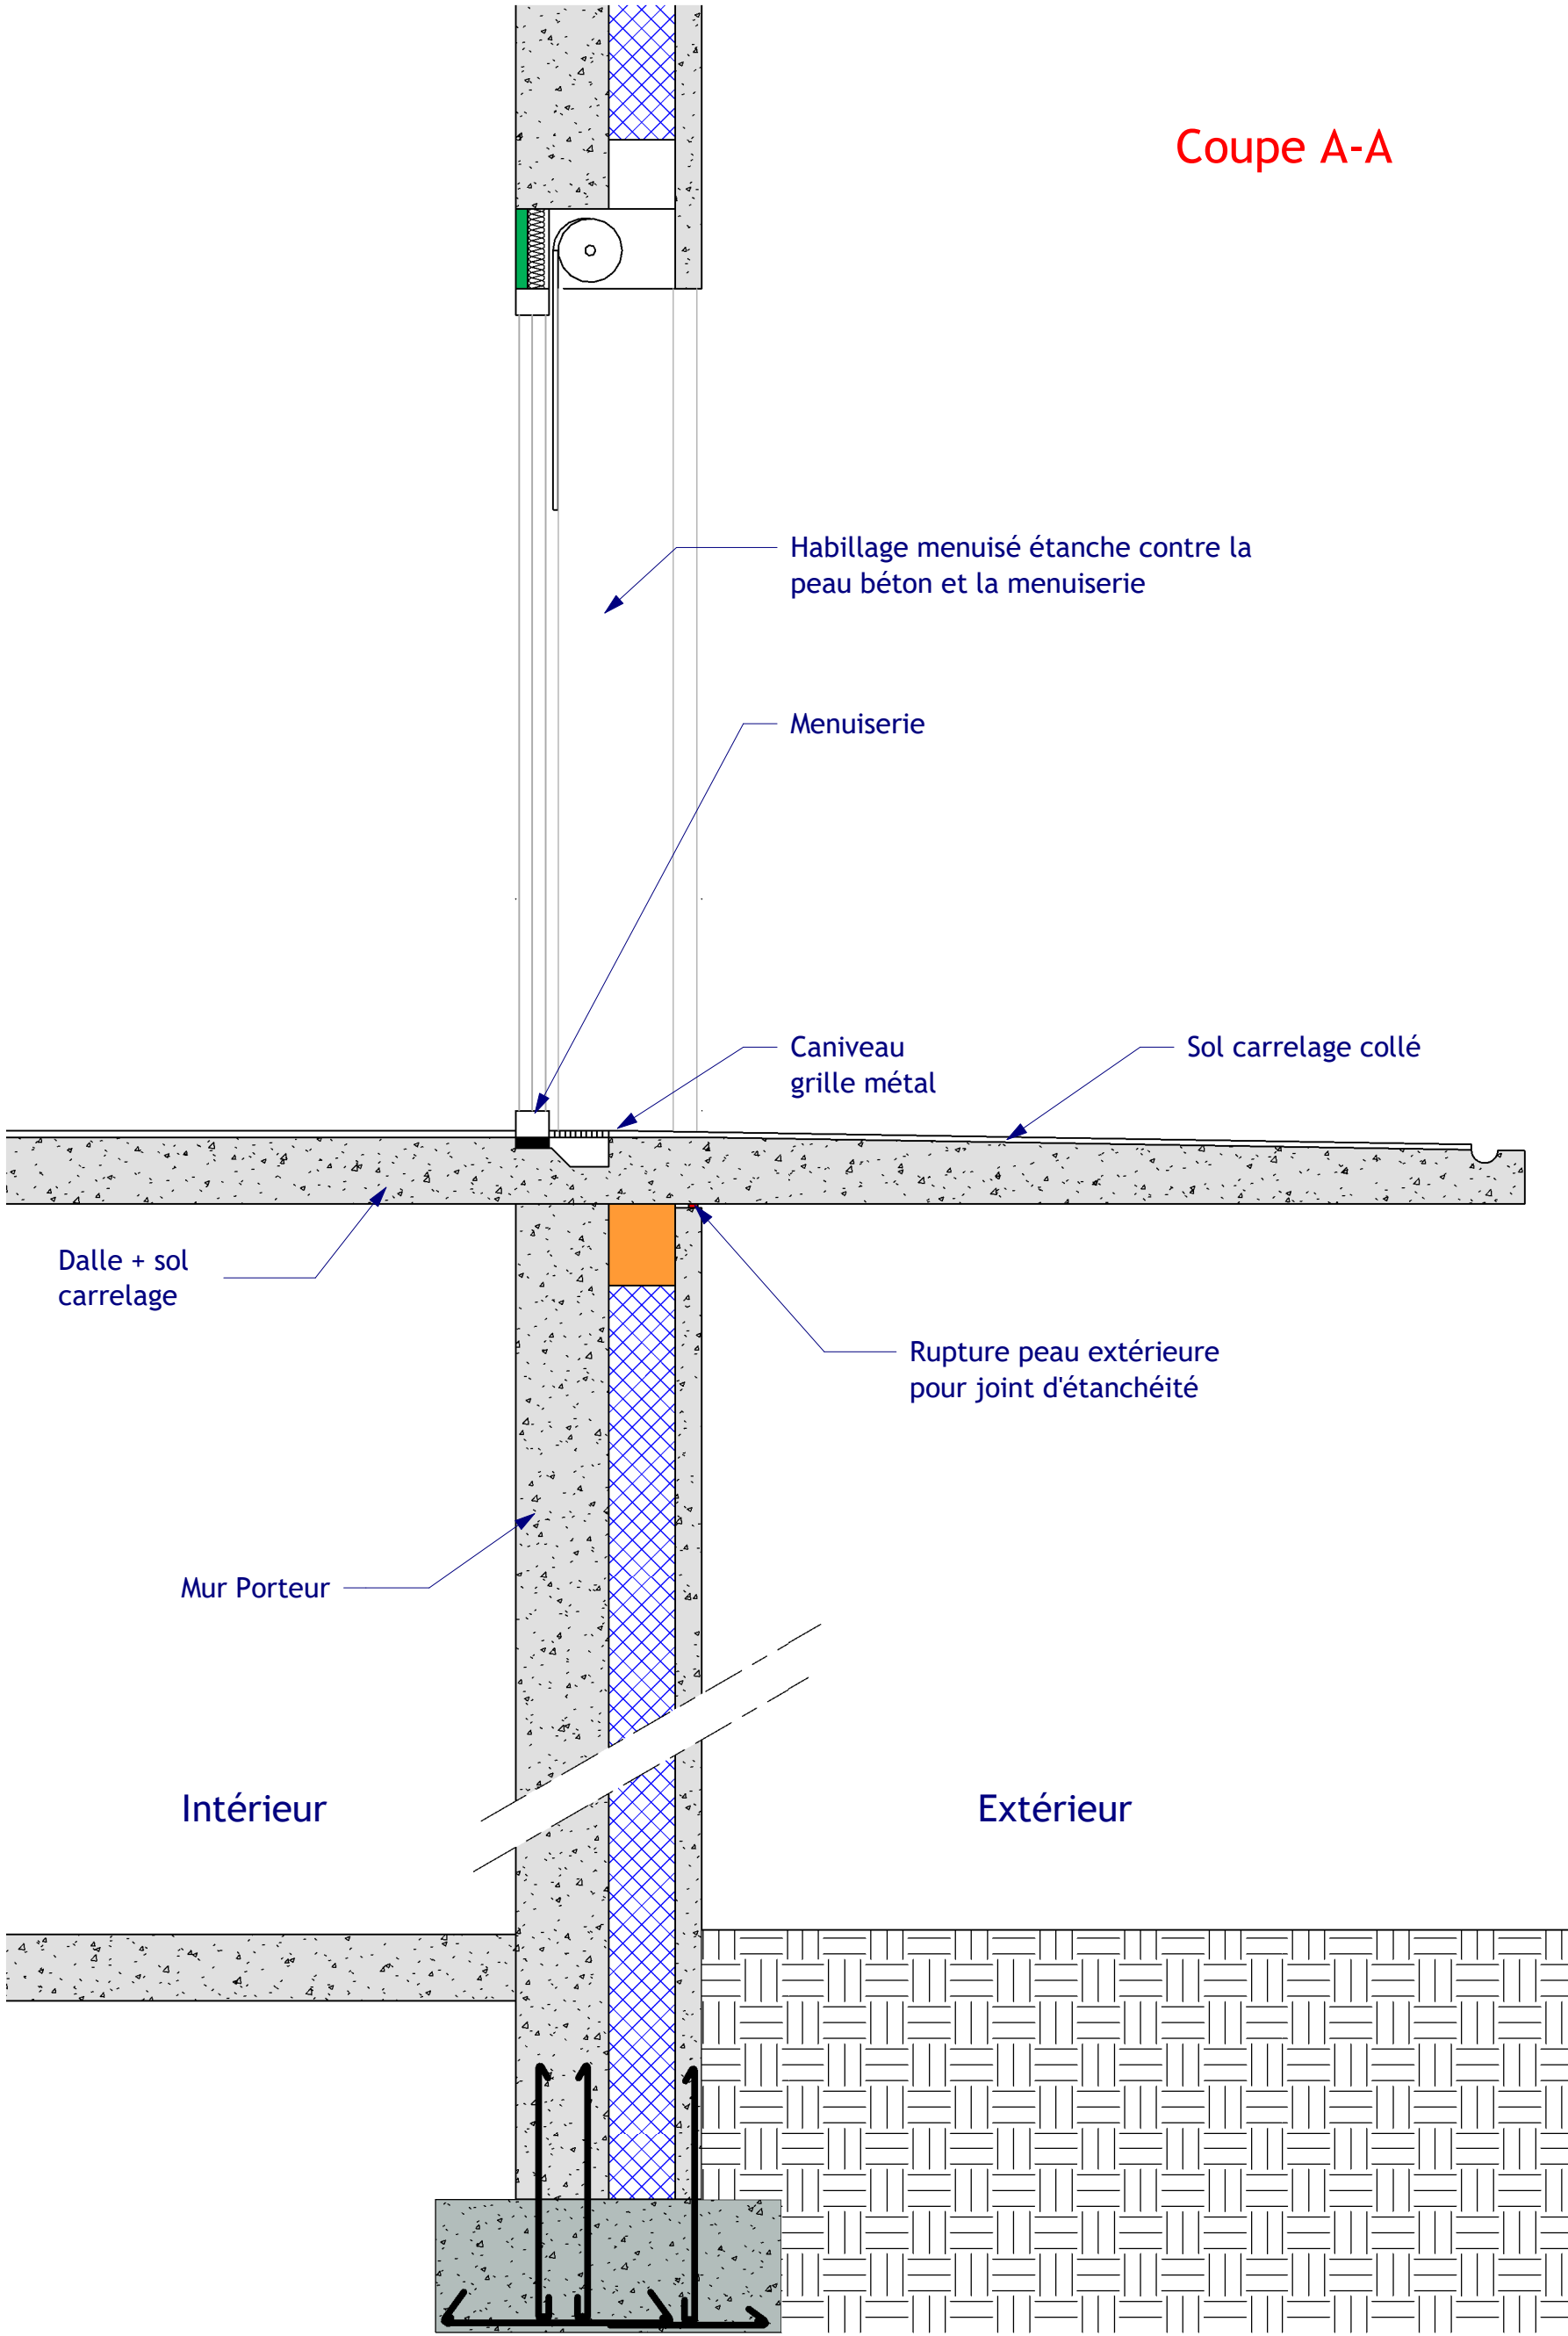 Coupe A-A
Habillage menuisé étanche contre la
peau béton et la menuiserie
Menuiserie
Caniveau
grille métal
Sol carrelage collé
Dalle + sol
carrelage
Rupture peau extérieure
pour joint d'étanchéité
Mur Porteur
Intérieur
Extérieur